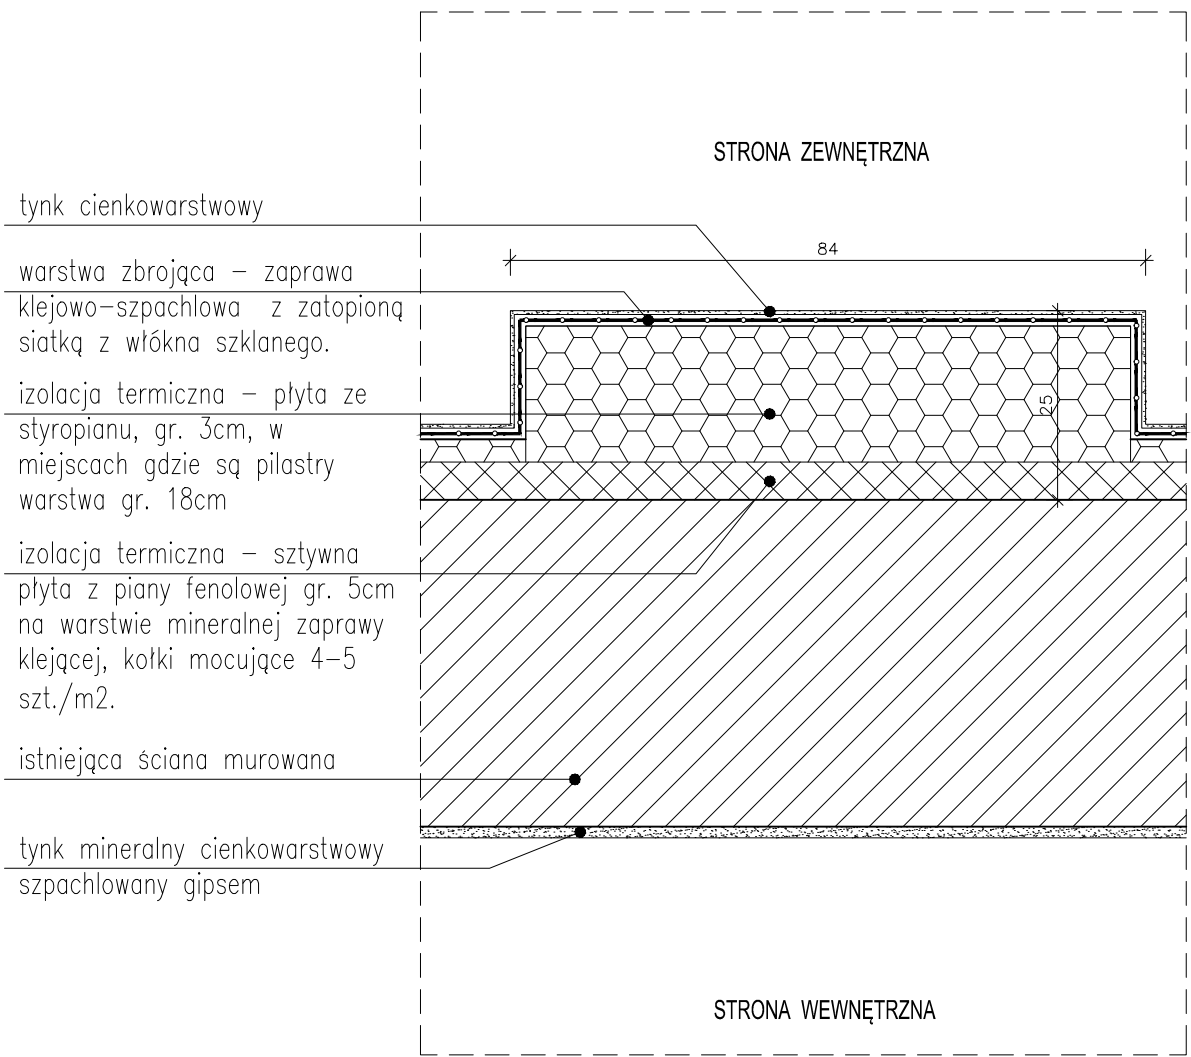 STRONA ZEWNĘTRZNA
tynk cienkowarstwowy
84
warstwa zbrojąca – zaprawa
klejowo-szpachlowa z zatopioną
siatką z włókna szklanego.
izolacja termiczna – płyta ze
styropianu, gr. 3cm, w
miejscach gdzie są pilastry
warstwa gr. 18cm
25
izolacja termiczna – sztywna
płyta z piany fenolowej gr. 5cm
na warstwie mineralnej zaprawy
klejącej, kołki mocujące 4–5
szt./m2.
istniejąca ściana murowana
tynk mineralny cienkowarstwowy
szpachlowany gipsem
STRONA WEWNĘTRZNA